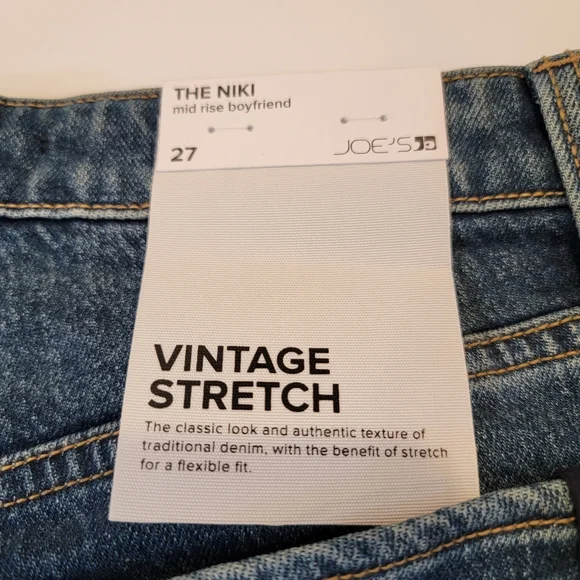 THE NIKI
mid rise boyfriend
27
JOE'S
VINTAGE
STRETCH
The classic look and authentic texture of
traditional denim, with the benefit of stretch
for a flexible fit.